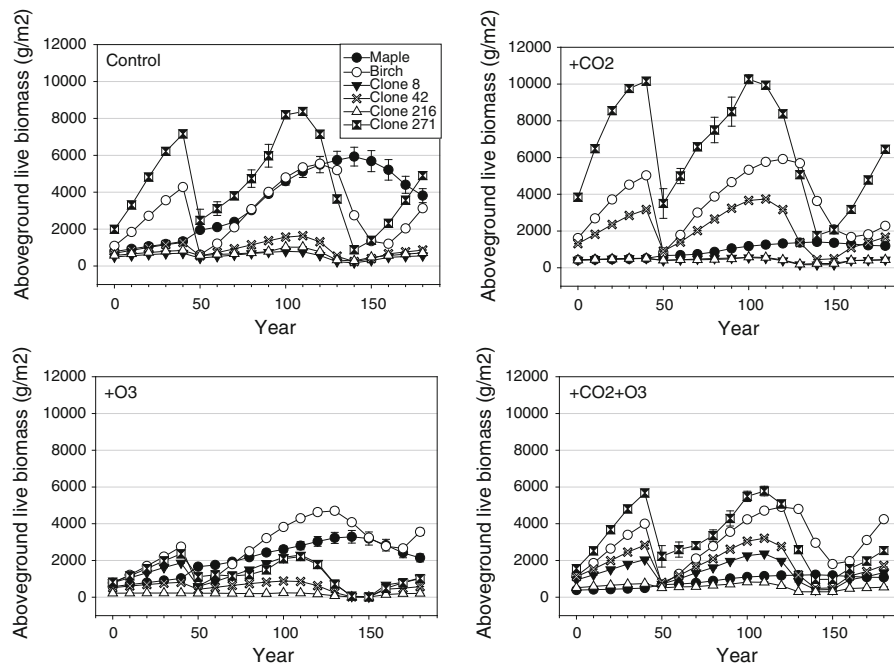 Aboveground live biomass (g/m2)
12000
10000
8000
6000
4000
2000
0
Control
Maple
Birch
Clone 8
Clone 42
Clone 216
Clone 271
0 50 100 150
Year
Aboveground live biomass (g/m2)
12000
10000
8000
6000
4000
2000
0
+CO2
0 50 100 150
Year
Aboveground live biomass (g/m2)
12000
10000
8000
6000
4000
2000
0
+O3
0 50 100 150
Year
Aboveground live biomass (g/m2)
12000
10000
8000
6000
4000
2000
0
+CO2+O3
0 50 100 150
Year